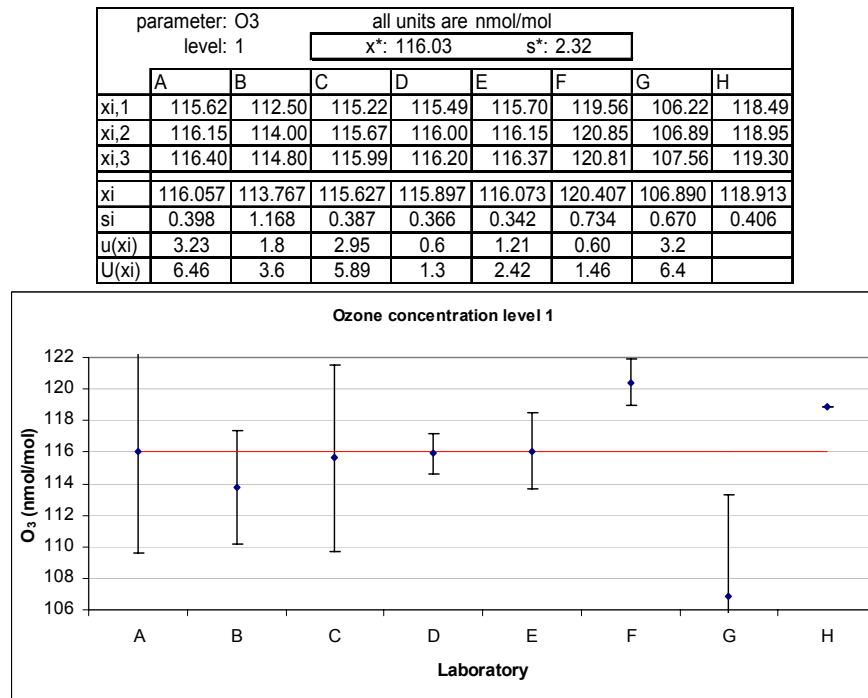 parameter: O3 all units are nmol/mol
level: 1 x*: 116.03 s*: 2.32
A B C D E F G H
xi,1 115.62 112.50 115.22 115.49 115.70 119.56 106.22 118.49
xi,2 116.15 114.00 115.67 116.00 116.15 120.85 106.89 118.95
xi,3 116.40 114.80 115.99 116.20 116.37 120.81 107.56 119.30
xi 116.057 113.767 115.627 115.897 116.073 120.407 106.890 118.913
si 0.398 1.168 0.387 0.366 0.342 0.734 0.670 0.406
u(xi) 3.23 1.8 2.95 0.6 1.21 0.60 3.2
U(xi) 6.46 3.6 5.89 1.3 2.42 1.46 6.4
Ozone concentration level 1
O₃ (nmol/mol)
122
120
118
116
114
112
110
108
106
A B C D E F G H
Laboratory